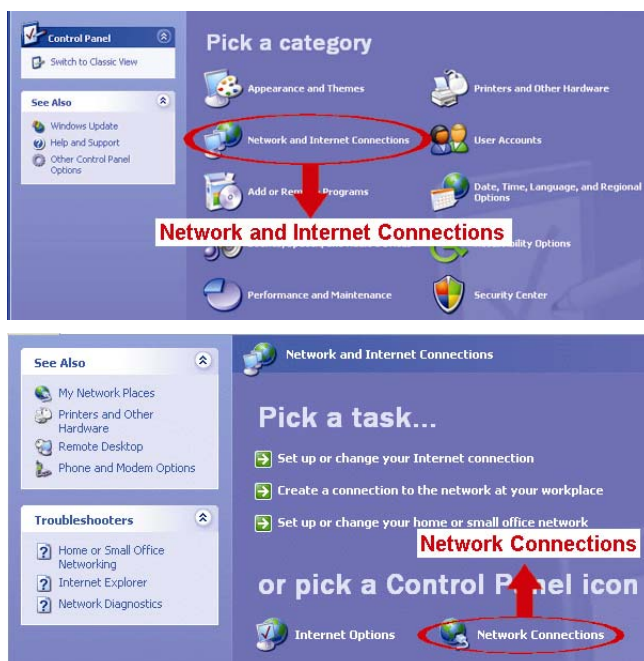 Control Panel
Switch to Classic View
See Also
Windows Update
Help and Support
Other Control Panel
Options
Pick a category
Appearance and Themes
Printers and Other Hardware
Network and Internet Connections
User Accounts
Add or Programs
Date, Time, Language, and Regional
Options
Network and Internet Connections
Options
Performance and Maintenance
Security Center
See Also
My Network Places
Printers and Other
Hardware
Remote Desktop
Phone and Modem Options
Troubleshooters
Home or Small Office
Networking
Internet Explorer
Network Diagnostics
Network and Internet Connections
Pick a task...
Set up or change your Internet connection
Create a connection to the network at your workplace
Set up or change your home or small office network
Network Connections
or pick a Control Panel icon
Internet Options
Network Connections